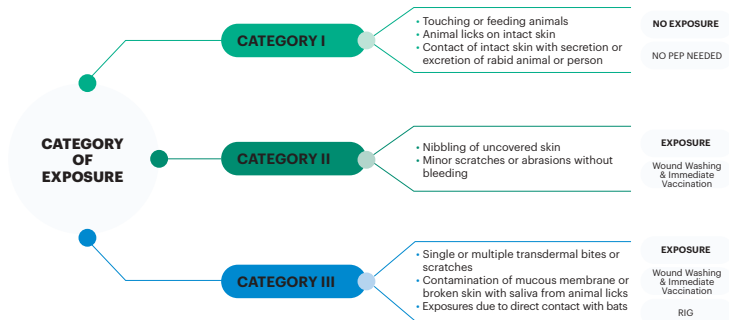 CATEGORY
OF
EXPOSURE
CATEGORY I
• Touching or feeding animals
• Animal licks on intact skin
• Contact of intact skin with secretion or
excretion of rabid animal or person
NO EXPOSURE
NO PEP NEEDED
CATEGORY II
• Nibbling of uncovered skin
• Minor scratches or abrasions without
bleeding
EXPOSURE
Wound Washing
& Immediate
Vaccination
CATEGORY III
• Single or multiple transdermal bites or
scratches
• Contamination of mucous membrane or
broken skin with saliva from animal licks
• Exposures due to direct contact with bats
EXPOSURE
Wound Washing
& Immediate
Vaccination
RIG